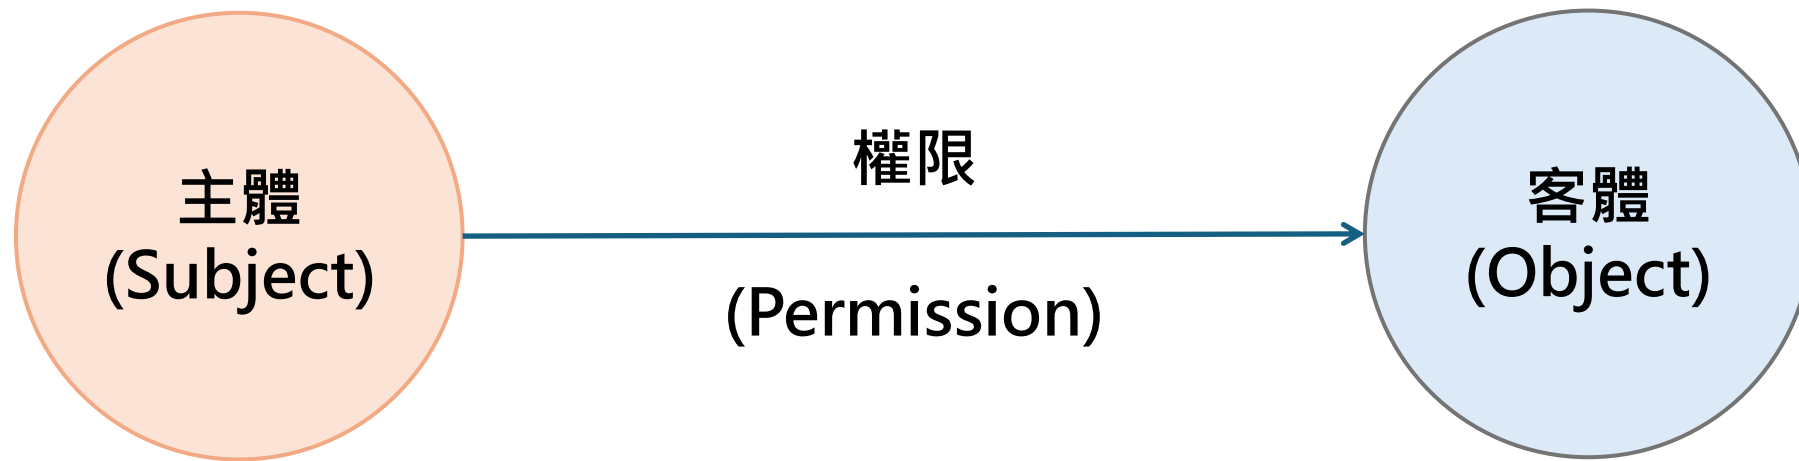 主體
(Subject)
權限
(Permission)
客體
(Object)